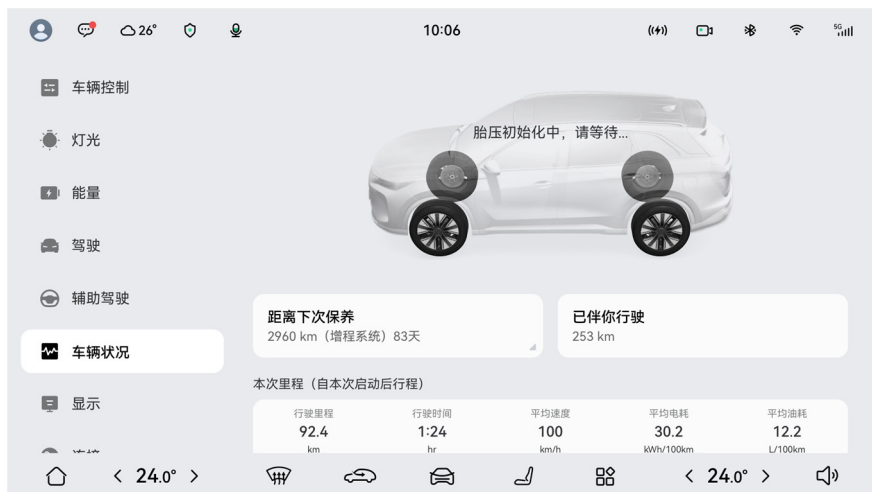 26°
10:06
5G
车辆控制
灯光
能量
驾驶
辅助驾驶
车辆状况
显示
胎压初始化中，请等待...
距离下次保养
2960 km（增程系统）83天
已伴你行驶
253 km
本次里程（自本次启动后行程）
行驶里程 行驶时间 平均速度 平均电耗 平均油耗
92.4 1:24 100 30.2 12.2
km hr km/h kWh/100km L/100km
24.0° 24.0°